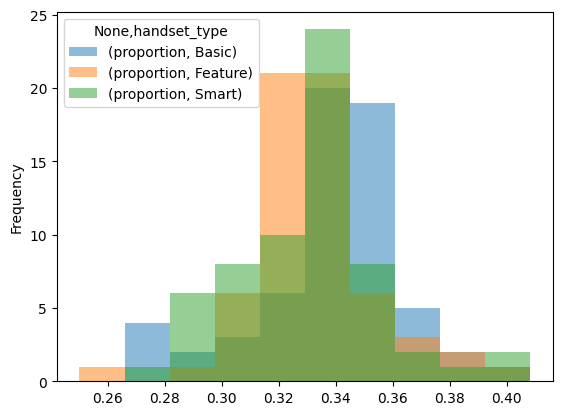 None,handset_type
(proportion, Basic)
(proportion, Feature)
(proportion, Smart)
Frequency
25
20
15
10
5
0
0.26 0.28 0.30 0.32 0.34 0.36 0.38 0.40